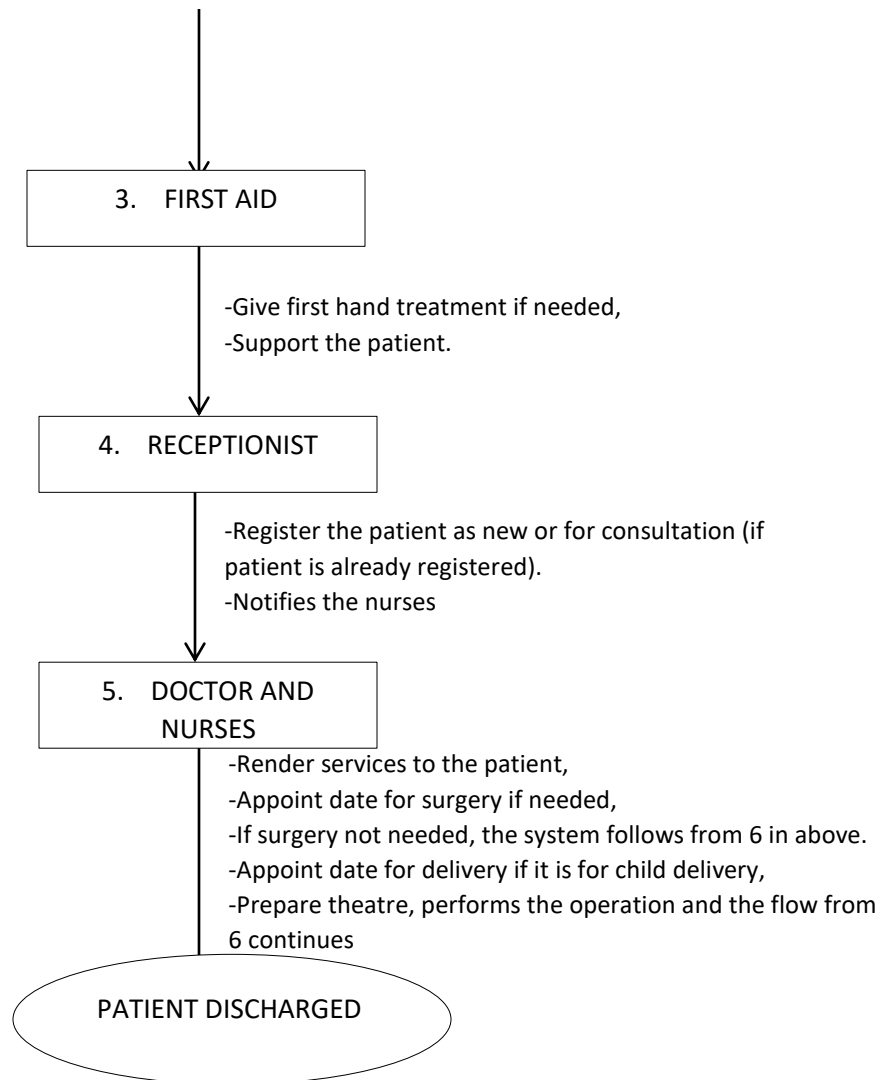 3. FIRST AID
-Give first hand treatment if needed,
-Support the patient.
4. RECEPTIONIST
-Register the patient as new or for consultation (if
patient is already registered).
-Notifies the nurses
5. DOCTOR AND
NURSES
-Render services to the patient,
-Appoint date for surgery if needed,
-If surgery not needed, the system follows from 6 in above.
-Appoint date for delivery if it is for child delivery,
-Prepare theatre, performs the operation and the flow from
6 continues
PATIENT DISCHARGED